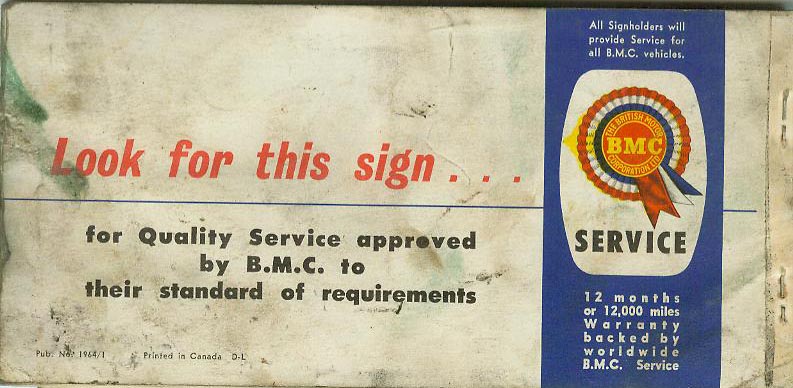 All Signholders will
provide Service for
all B.M.C. vehicles.
THE BRITISH MOTOR
BMC
CORPORATION LTD
SERVICE
Look for this sign . . .
for Quality Service approved
by B.M.C. to
their standard of requirements
12 months
or 12,000 miles
Warranty
backed by
worldwide
B.M.C. Service
Pub. No. 1964/1 Printed in Canada D-L